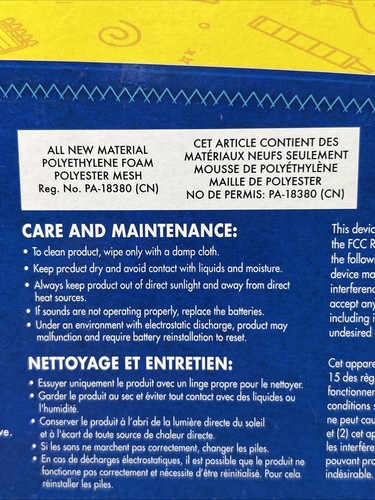 ALL NEW MATERIAL
POLYETHYLENE FOAM
POLYESTER MESH
Reg. No. PA-18380 (CN)
CET ARTICLE CONTIENT DES
MATÉRIAUX NEUFS SEULEMENT
MOUSSE DE POLYÉTHYLÈNE
MAILLE DE POLYESTER
NO DE PERMIS: PA-18380 (CN)
CARE AND MAINTENANCE:
• To clean product, wipe only with a damp cloth.
• Keep product dry and avoid contact with liquids and moisture.
• Always keep product out of direct sunlight and away from direct
heat sources.
• If sounds are not operating properly, replace the batteries.
• Under an environment with electrostatic discharge, product may
malfunction and require battery reinstallation to reset.
NETTOYAGE ET ENTRETIEN:
• Essuyer uniquement le produit avec un linge propre pour le nettoyer.
• Garder le produit au sec et éviter tout contact avec des liquides ou
l'humidité.
• Conserver le produit à l'abri de la lumière directe du soleil
et à l'écart de toute source de chaleur directe.
• Si les sons ne marchent pas correctement, changer les piles.
• En cas de décharges électrostatiques, il est possible que le produit ne
fonctionne pas correctement et nécessite d'être réinitialisé. Pour cela
réinstaller les piles.
This devic
the FCC R
the followi
device ma
interferenc
accept any
including i
undesired
Cet appare
15 des règ
fonctionner
conditions s
ne peut cau
et (2) cet ap
les interfére
pouvant pro
indésirable.
ve.